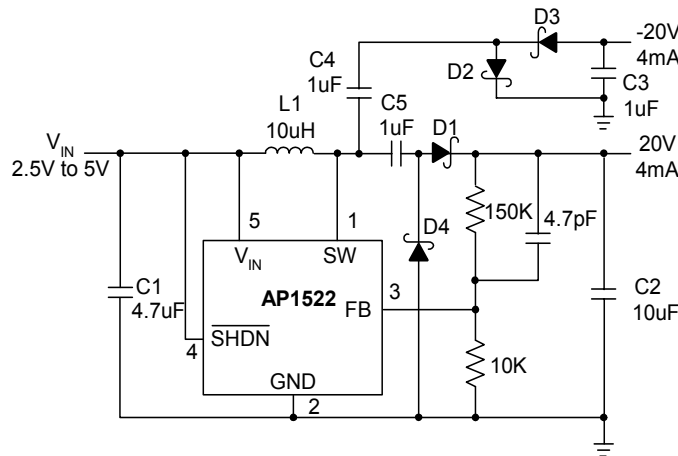 D3
-20V
4mA
C4
1uF
D2
C3
1uF
L1
10uH
C5
1uF
D1
VIN
2.5V to 5V
20V
4mA
5
1
150K
4.7pF
D4
VIN
SW
C1
4.7uF
AP1522
3
FB
C2
10uF
4
SHDN
10K
GND
2